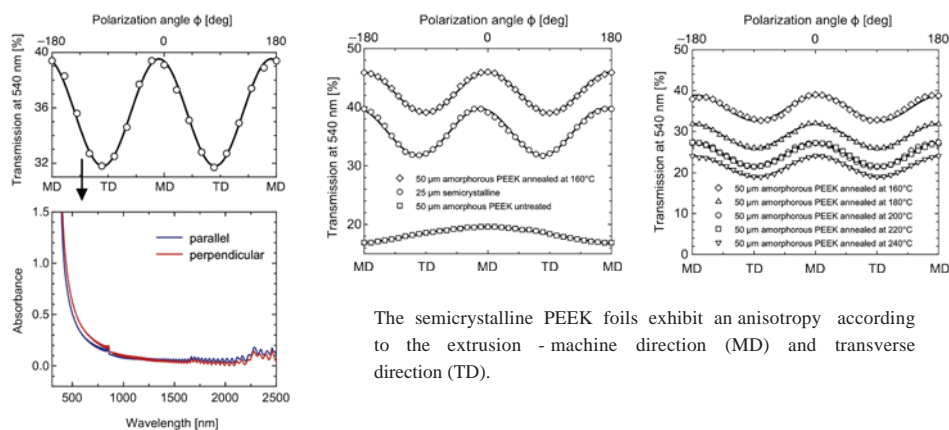 Polarization angle ϕ [deg]
−180 0 180
Transmission at 540 nm [%]
40
36
32
MD TD MD TD MD
1.5
1.0
0.5
0.0
Absorbance
parallel
perpendicular
500 1000 1500 2000 2500
Wavelength [nm]
Polarization angle ϕ [deg]
−180 0 180
Transmission at 540 nm [%]
50
40
30
20
50 µm amorphorous PEEK annealed at 160°C
25 µm semicrystalline
50 µm amorphous PEEK untreated
MD TD MD TD MD
Polarization angle ϕ [deg]
−180 0 180
Transmission at 540 nm [%]
50
40
30
20
10
0
50 µm amorphorous PEEK annealed at 160°C
50 µm amorphorous PEEK annealed at 180°C
50 µm amorphorous PEEK annealed at 200°C
50 µm amorphorous PEEK annealed at 220°C
50 µm amorphorous PEEK annealed at 240°C
MD TD MD TD MD
The semicrystalline PEEK foils exhibit an anisotropy according
to the extrusion - machine direction (MD) and transverse
direction (TD).